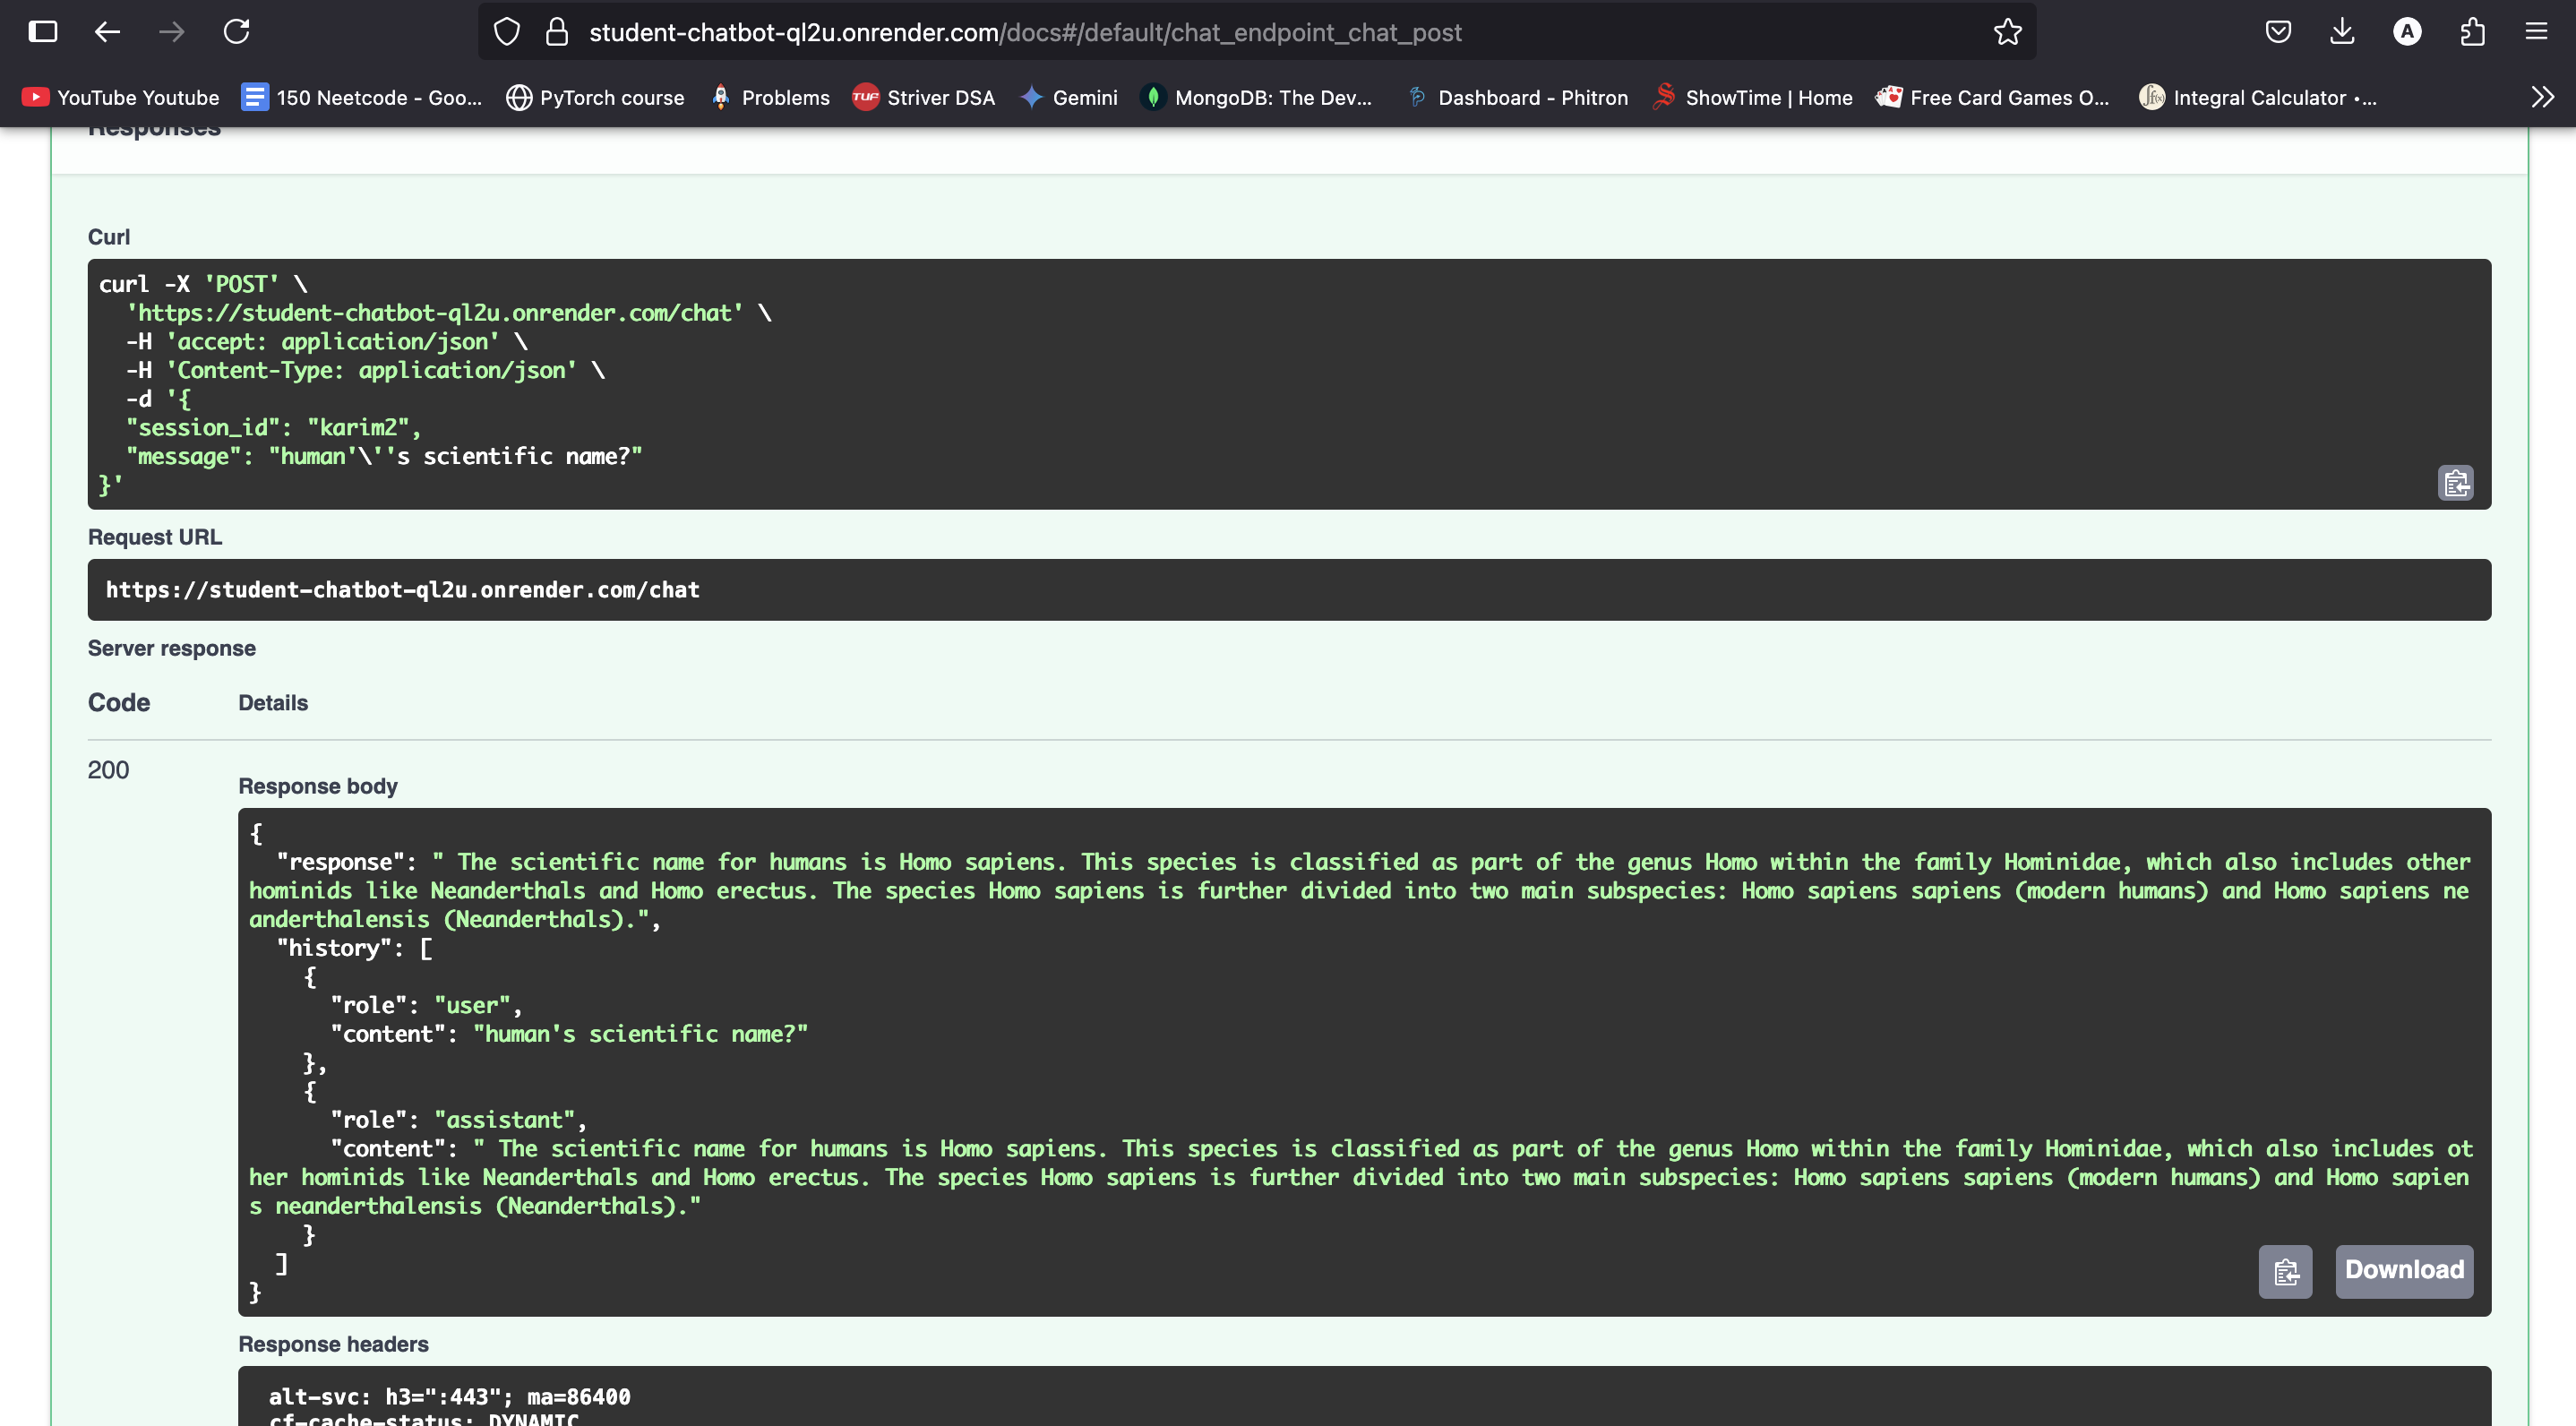 student-chatbot-ql2u.onrender.com/docs#/default/chat_endpoint_chat_post
A
YouTube Youtube
150 Neetcode - Goo...
PyTorch course
Problems
TUF Striver DSA
Gemini
MongoDB: The Dev...
Dashboard - Phitron
ShowTime | Home
Free Card Games O...
Integral Calculator •...
Responses
Curl
curl -X 'POST' \
'https://student-chatbot-ql2u.onrender.com/chat' \
-H 'accept: application/json' \
-H 'Content-Type: application/json' \
-d '{
"session_id": "karim2",
"message": "human'\''s scientific name?"
}'
Request URL
https://student-chatbot-ql2u.onrender.com/chat
Server response
Code Details
200
Response body
{
"response": " The scientific name for humans is Homo sapiens. This species is classified as part of the genus Homo within the family Hominidae, which also includes other
hominids like Neanderthals and Homo erectus. The species Homo sapiens is further divided into two main subspecies: Homo sapiens sapiens (modern humans) and Homo sapiens ne
anderthalensis (Neanderthals).",
"history": [
{
"role": "user",
"content": "human's scientific name?"
},
{
"role": "assistant",
"content": " The scientific name for humans is Homo sapiens. This species is classified as part of the genus Homo within the family Hominidae, which also includes ot
her hominids like Neanderthals and Homo erectus. The species Homo sapiens is further divided into two main subspecies: Homo sapiens sapiens (modern humans) and Homo sapien
s neanderthalensis (Neanderthals)."
}
]
}
Download
Response headers
alt-svc: h3=":443"; ma=86400
cf-cache-status: DYNAMIC